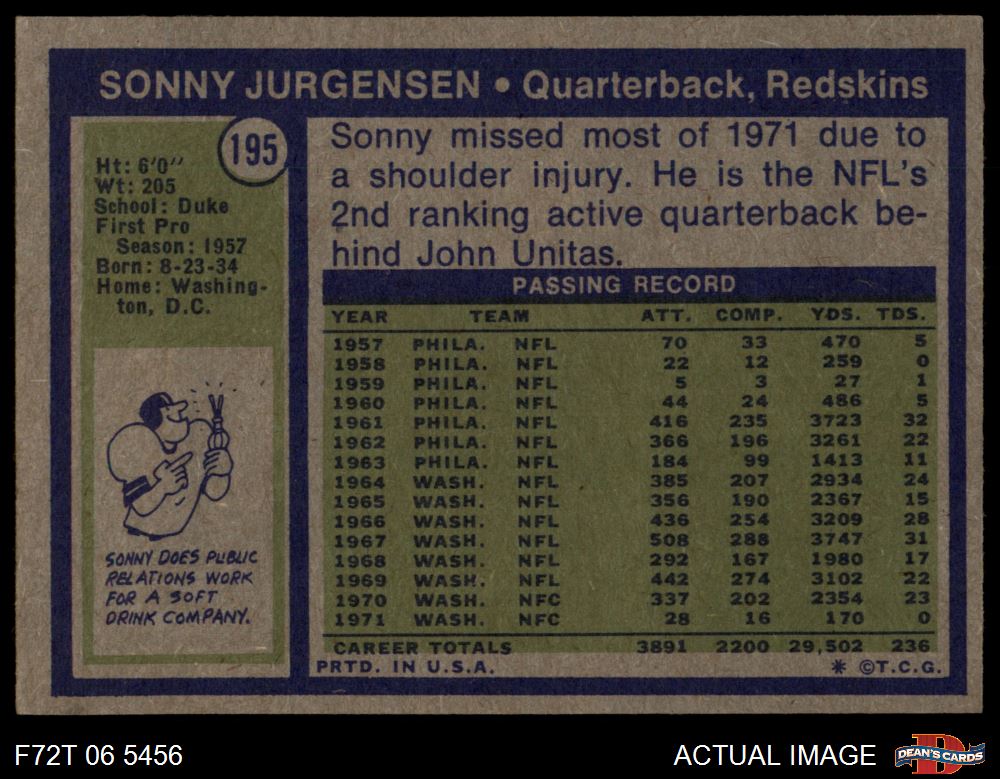 SONNY JURGENSEN • Quarterback, Redskins
195
Ht: 6'0"
Wt: 205
School: Duke
First Pro
Season: 1957
Born: 8-23-34
Home: Washing-
ton, D.C.
SONNY DOES PUBLIC
RELATIONS WORK
FOR A SOFT
DRINK COMPANY.
Sonny missed most of 1971 due to
a shoulder injury. He is the NFL's
2nd ranking active quarterback be-
hind John Unitas.
PASSING RECORD
YEAR TEAM ATT. COMP. YDS. TDS.
1957 PHILA. NFL 70 33 470 5
1958 PHILA. NFL 22 12 259 0
1959 PHILA. NFL 5 3 27 1
1960 PHILA. NFL 44 24 486 5
1961 PHILA. NFL 416 235 3723 32
1962 PHILA. NFL 366 196 3261 22
1963 PHILA. NFL 184 99 1413 11
1964 WASH. NFL 385 207 2934 24
1965 WASH. NFL 356 190 2367 15
1966 WASH. NFL 436 254 3209 28
1967 WASH. NFL 508 288 3747 31
1968 WASH. NFL 292 167 1980 17
1969 WASH. NFL 442 274 3102 22
1970 WASH. NFC 337 202 2354 23
1971 WASH. NFC 28 16 170 0
CAREER TOTALS 3891 2200 29,502 236
PRTD. IN U.S.A. * ©T.C.G.
F72T 06 5456
ACTUAL IMAGE
D
DEAN'S CARDS